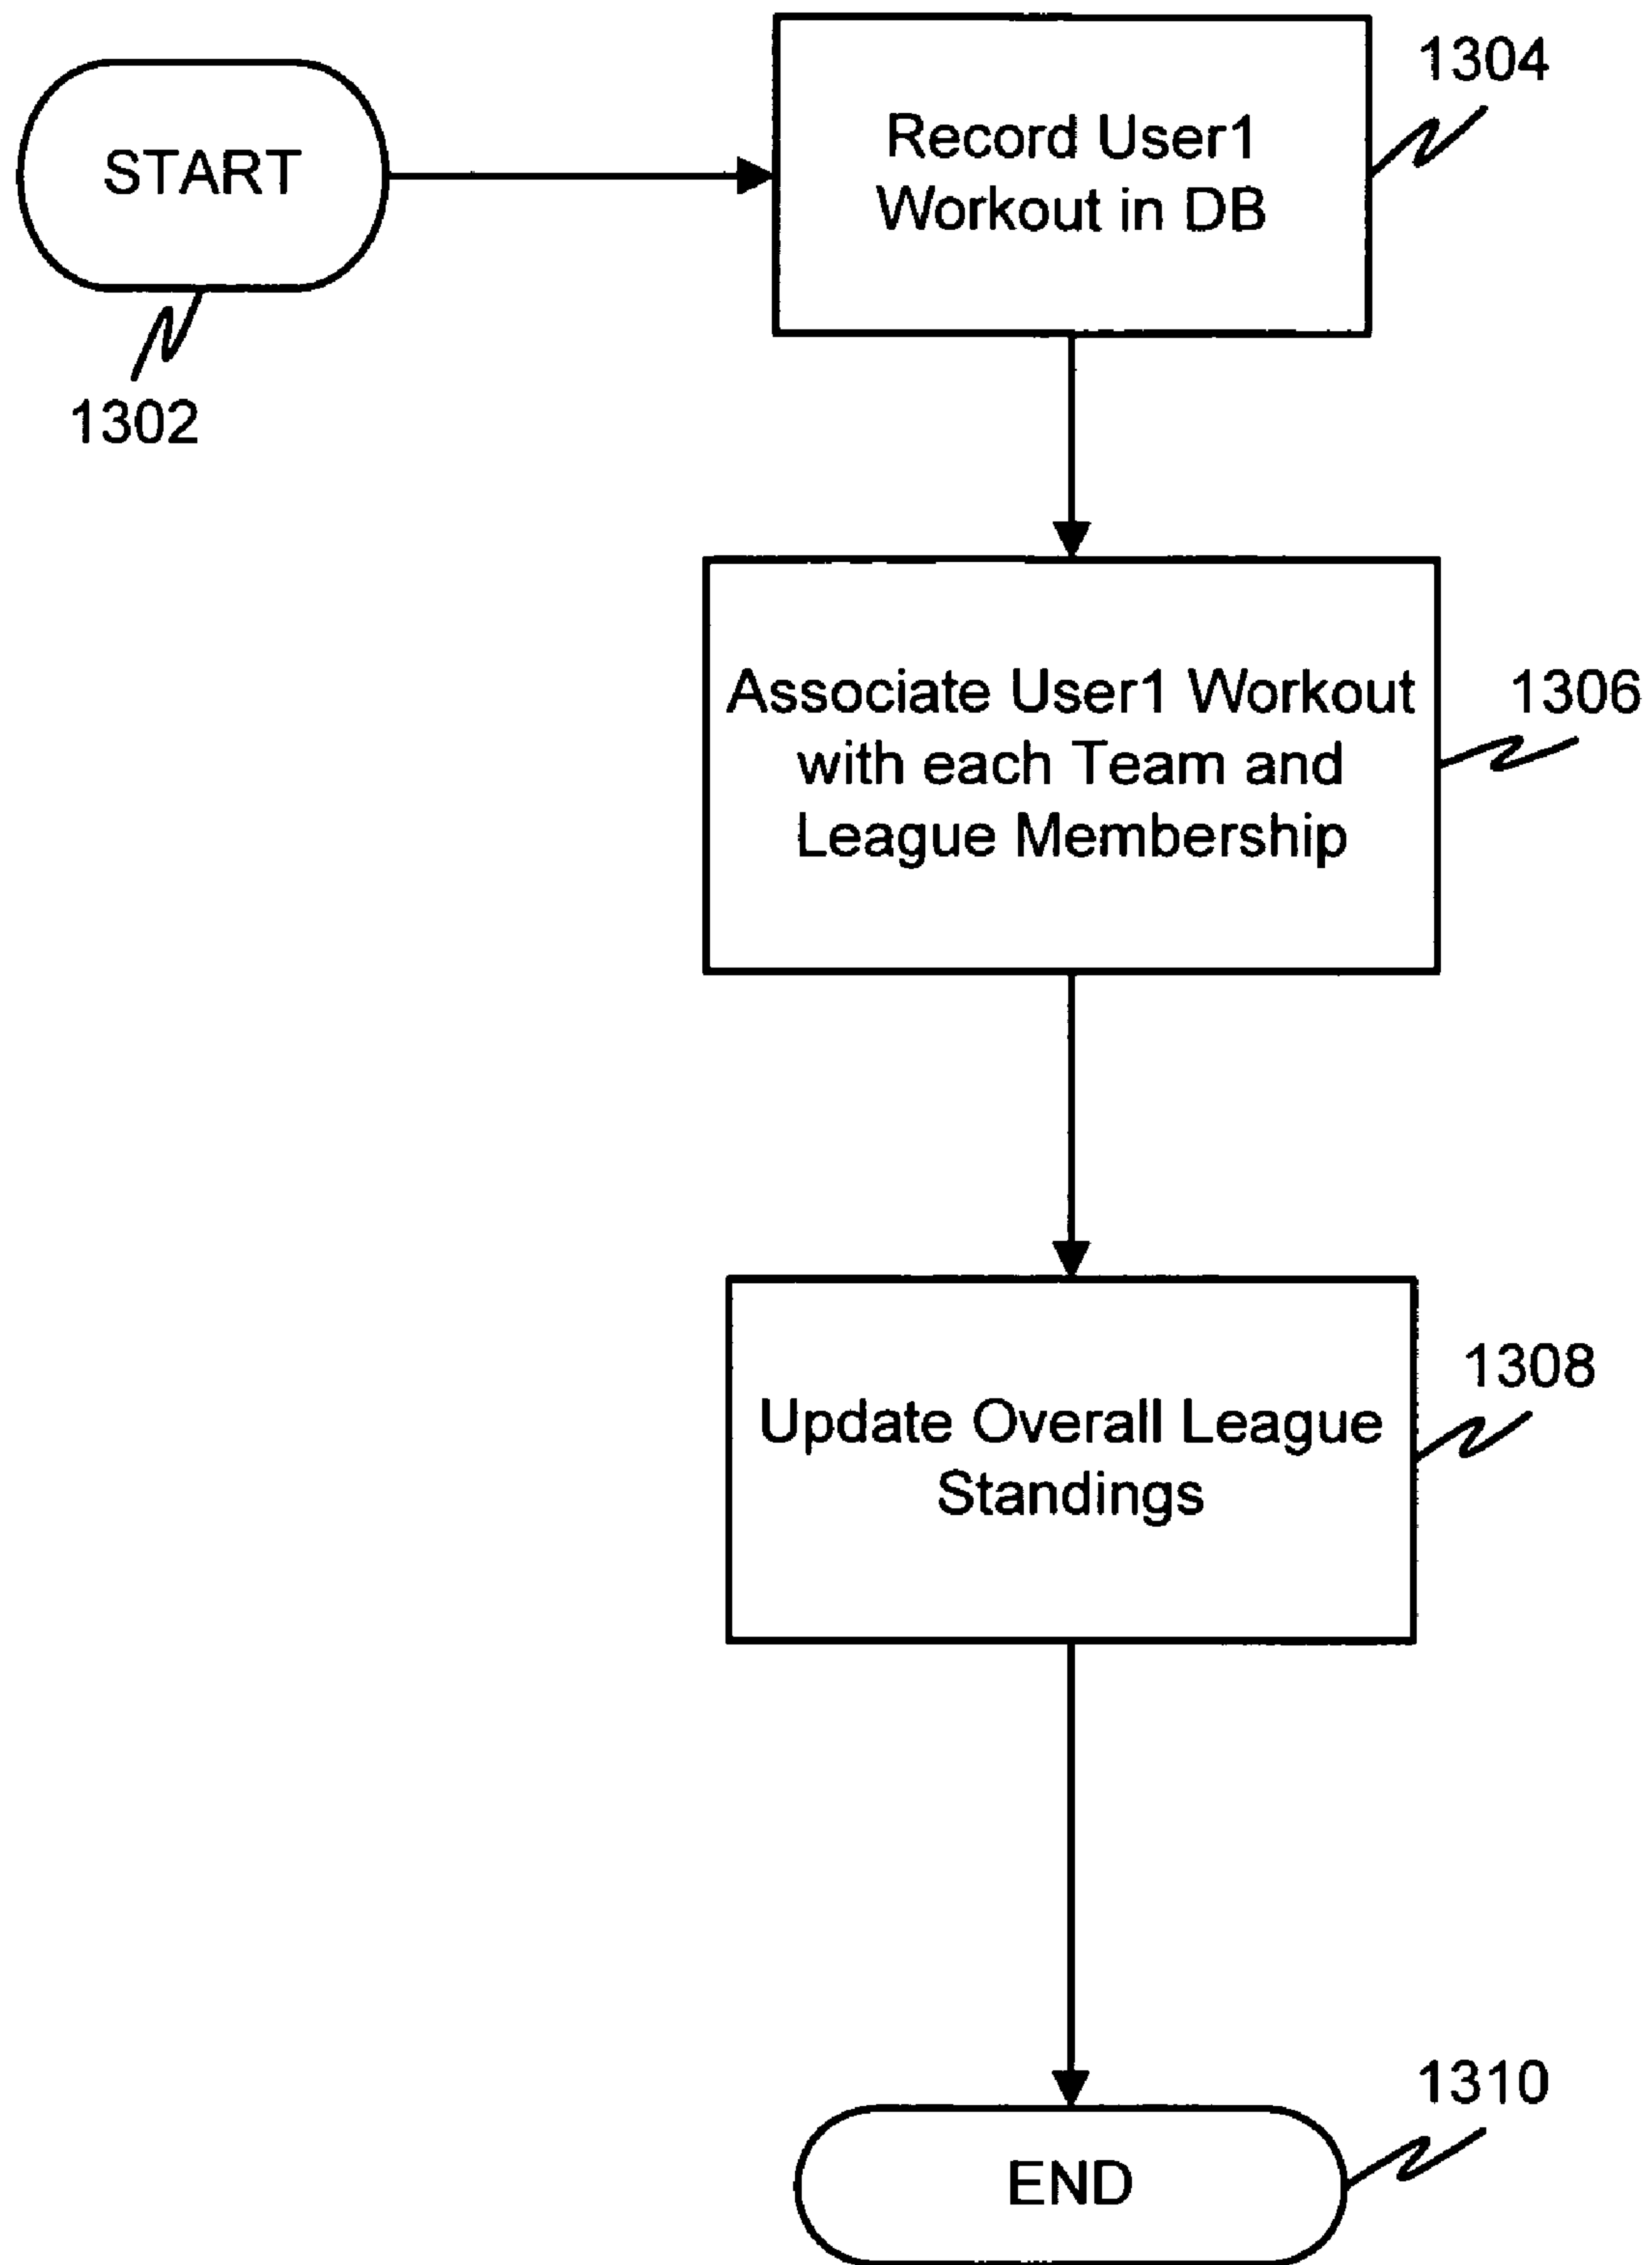 START
1302
Record User1
Workout in DB
1304
Associate User1 Workout
with each Team and
League Membership
1306
Update Overall League
Standings
1308
END
1310